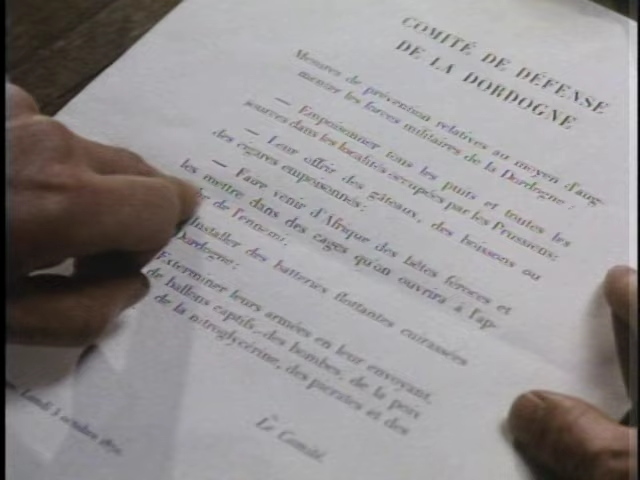 COMITÉ DE DÉFENSE
DE LA DORDOGNE
Mesures de prévention relatives au moyen d'aug-
menter les forces militaires de la Dordogne :
— Empoisonner tous les puits et toutes les
sources dans les localités occupées par les Prussiens;
— Leur offrir des gâteaux, des boissons ou
des cigares empoisonnés;
— Faire venir d'Afrique des bêtes féroces et
les mettre dans des cages qu'on ouvrira à l'ap-
de l'ennemi;
Installer des batteries flottantes cuirassées
Dordogne;
Exterminer leurs armées en leur envoyant,
de ballons captifs, des bombes, de la poix
de la nitroglycérine, des picrates et des
Le Comité.
Lundi 3 octobre